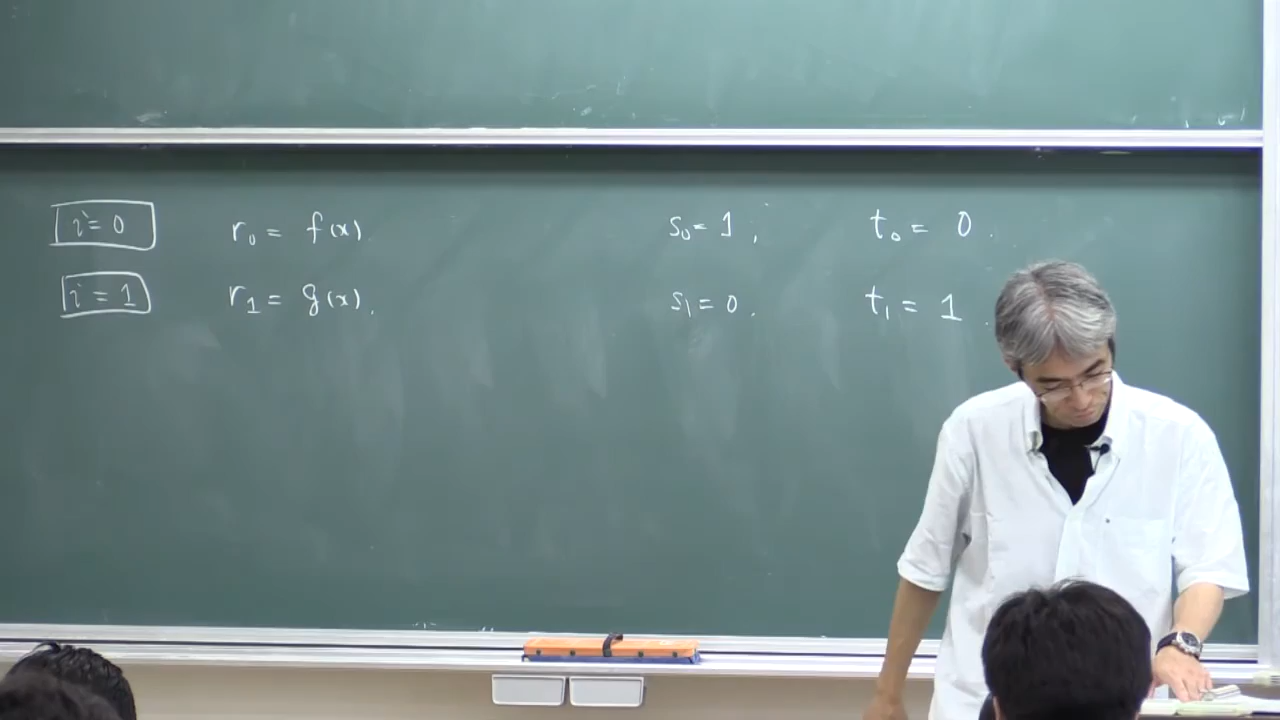 i = 0 r₀ = f(x) s₀ = 1 ; t₀ = 0 .
i = 1 r₁ = g(x) . s₁ = 0 . t₁ = 1 .